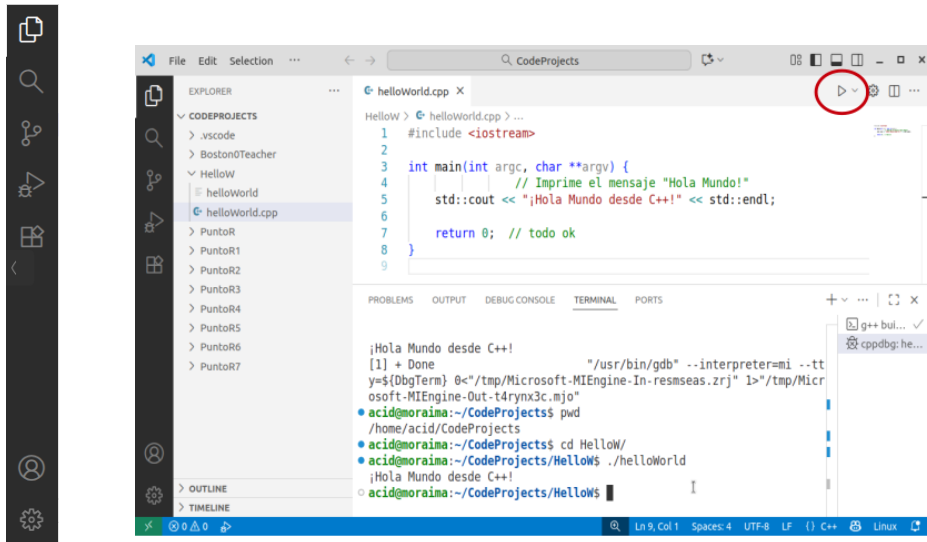 File Edit Selection ··· CodeProjects
EXPLORER ···
CODEPROJECTS
.vscode
Boston0Teacher
HelloW
helloWorld
helloWorld.cpp
PuntoR
PuntoR1
PuntoR2
PuntoR3
PuntoR4
PuntoR5
PuntoR6
PuntoR7
OUTLINE
TIMELINE
helloWorld.cpp
HelloW > helloWorld.cpp > ...
1 #include <iostream>
2
3 int main(int argc, char **argv) {
4 // Imprime el mensaje "Hola Mundo!"
5 std::cout << "¡Hola Mundo desde C++!" << std::endl;
6
7 return 0; // todo ok
8 }
9
PROBLEMS OUTPUT DEBUG CONSOLE TERMINAL PORTS
¡Hola Mundo desde C++!
[1] + Done "/usr/bin/gdb" --interpreter=mi --tt
y=${DbgTerm} 0<"/tmp/Microsoft-MIEngine-In-resmseas.zrj" 1>"/tmp/Micr
osoft-MIEngine-Out-t4rynx3c.mjo"
acid@moraima:~/CodeProjects$ pwd
/home/acid/CodeProjects
acid@moraima:~/CodeProjects$ cd HelloW/
acid@moraima:~/CodeProjects/HelloW$ ./helloWorld
¡Hola Mundo desde C++!
acid@moraima:~/CodeProjects/HelloW$
g++ bui...
cppdbg: he...
0 0 Ln 9, Col 1 Spaces: 4 UTF-8 LF {} C++ Linux